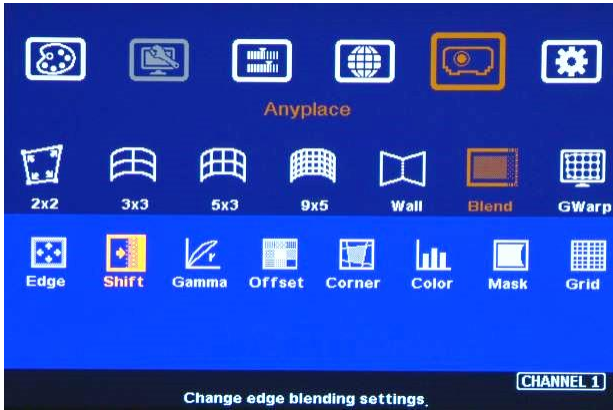 Anyplace
2x2 3x3 5x3 9x5 Wall Blend GWarp
Edge Shift Gamma Offset Corner Color Mask Grid
CHANNEL 1
Change edge blending settings.